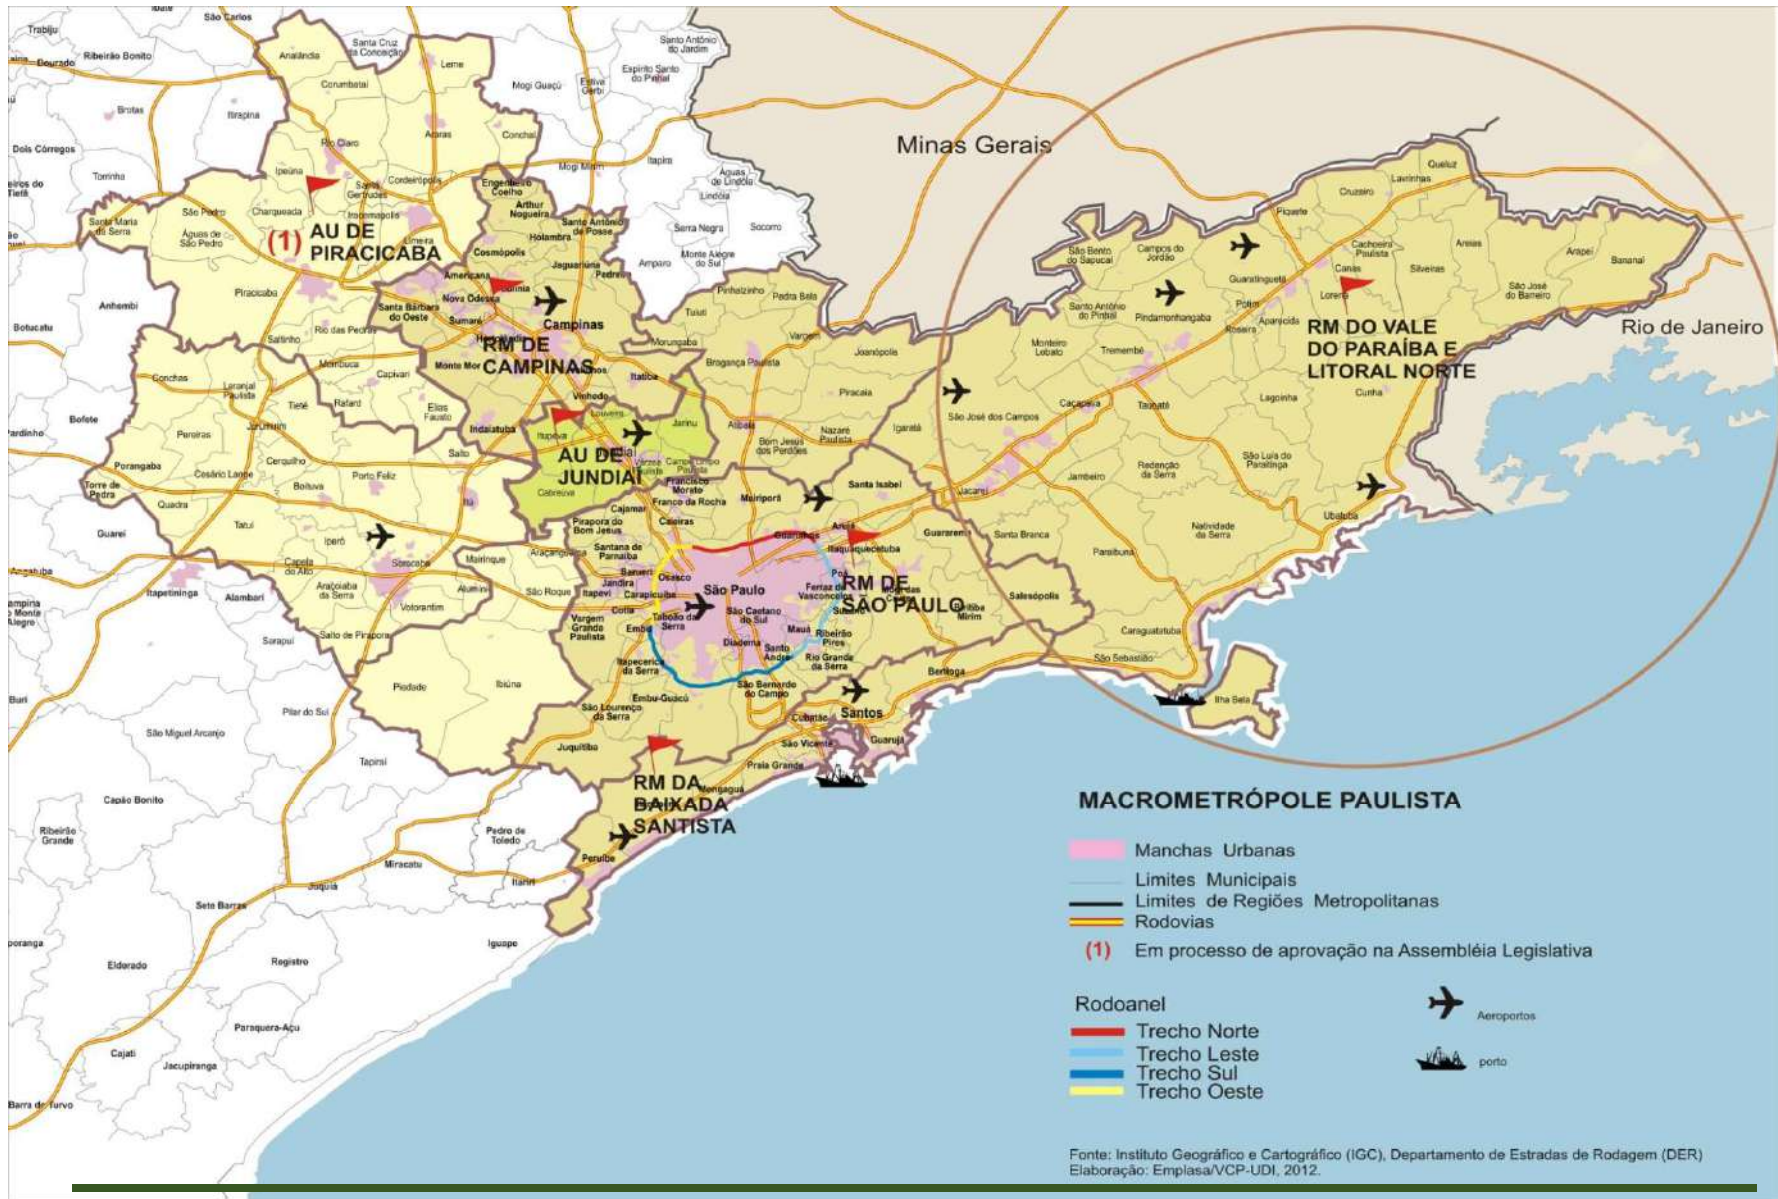 São Carlos
Trabiju
Ribeirão Bonito
Dourado
Brotas
Itirapina
Dois Córregos
Torrinha
Analândia
Santa Cruz
da Conceição
Leme
Corumbataí
Mogi Guaçu
Estiva
Gerbi
Santo Antônio
do Jardim
Espírito Santo
do Pinhal
Rio Claro
Araras
Conchal
Mogi Mirim
Itapira
Águas
de Lindóia
Lindóia
Serra Negra
Socorro
Monte Alegre
do Sul
Amparo
Ipeúna
Santa
Gertrudes
Cordeirópolis
Charqueada
Iracemápolis
Limeira
São Pedro
Águas de
São Pedro
Santa Maria
da Serra
(1)
AU DE
PIRACICABA
Piracicaba
Engenheiro
Coelho
Arthur
Nogueira
Santo Antônio
de Posse
Holambra
Cosmópolis
Jaguariúna
Americana
Nova Odessa
Santa Bárbara
do Oeste
Sumaré
Campinas
RM DE
CAMPINAS
Monte Mor
Itatiba
Vinhedo
Indaiatuba
Morungaba
Anhembi
Botucatu
Bofete
Rio das Pedras
Saltinho
Mombuca
Capivari
Rafard
Elias
Fausto
Conchas
Laranjal
Paulista
Tietê
Jurumirim
Pereiras
Porangaba
Torre de
Pedra
Cesário Lange
Cerquilho
Boituva
Porto Feliz
Salto
Itu
Quadra
Tatuí
Guareí
Iperó
Capela
do Alto
Sorocaba
Araçoiaba
da Serra
Votorantim
Mairinque
Alumínio
Araçariguama
São Roque
Itapetininga
Alambari
Sarapuí
Salto de Pirapora
Piedade
Ibiúna
Pilar do Sul
São Miguel Arcanjo
Tapiraí
Capão Bonito
Ribeirão
Grande
Buri
Angatuba
Campina
do Monte
Alegre
Louveira
Itupeva
Jarinu
AU DE
JUNDIAÍ
Várzea
Paulista
Campo Limpo
Paulista
Cabreúva
Minas Gerais
Tuiuti
Pinhalzinho
Pedra Bela
Vargem
Bragança Paulista
Joanópolis
Piracaia
Atibaia
Bom Jesus
dos Perdões
Nazaré
Paulista
Igaratá
Francisco
Morato
Franco da Rocha
Mairiporã
Santa Isabel
Cajamar
Caieiras
Pirapora do
Bom Jesus
Santana de
Parnaíba
Guarulhos
Arujá
Itaquaquecetuba
Guararema
Santa Branca
Barueri
Jandira
Itapevi
Osasco
Carapicuíba
Cotia
Vargem
Grande
Paulista
Embu
Taboão da
Serra
São Paulo
São Caetano
do Sul
Diadema
Mauá
Santo
André
Ribeirão
Pires
Rio Grande
da Serra
Poá
Ferraz de
Vasconcelos
RM DE
SÃO PAULO
Biritiba
Mirim
Salesópolis
Itapecerica
da Serra
Embu-Guaçú
São Lourenço
da Serra
Juquitiba
São Bernardo
do Campo
Bertioga
Cubatão
Santos
São Vicente
Guarujá
Praia Grande
Mongaguá
RM DA
BAIXADA
SANTISTA
Peruíbe
Pedro de
Toledo
Miracatu
Itariri
Juquiá
Sete Barras
Iguape
Eldorado
Registro
Pariquera-Açu
Cajati
Jacupiranga
Barra do Turvo
São Bento
do Sapucaí
Campos do
Jordão
Santo Antônio
do Pinhal
Pindamonhangaba
Monteiro
Lobato
Tremembé
São José dos Campos
Caçapava
Taubaté
Jacareí
Jambeiro
Redenção
da Serra
São Luis do
Paraitinga
Lagoinha
Cunha
Natividade
da Serra
Paraibuna
Ubatuba
Caraguatatuba
São Sebastião
Ilha Bela
Piquete
Cruzeiro
Lavrinhas
Queluz
Guaratinguetá
Cachoeira
Paulista
Canas
Lorena
Potim
Aparecida
Roseira
Silveiras
Areias
Arapeí
Bananal
São José
do Barreiro
RM DO VALE
DO PARAÍBA E
LITORAL NORTE
Rio de Janeiro
MACROMETRÓPOLE PAULISTA
Manchas Urbanas
Limites Municipais
Limites de Regiões Metropolitanas
Rodovias
(1) Em processo de aprovação na Assembléia Legislativa
Rodoanel
Trecho Norte
Trecho Leste
Trecho Sul
Trecho Oeste
Aeroportos
porto
Fonte: Instituto Geográfico e Cartográfico (IGC), Departamento de Estradas de Rodagem (DER)
Elaboração: Emplasa/VCP-UDI, 2012.